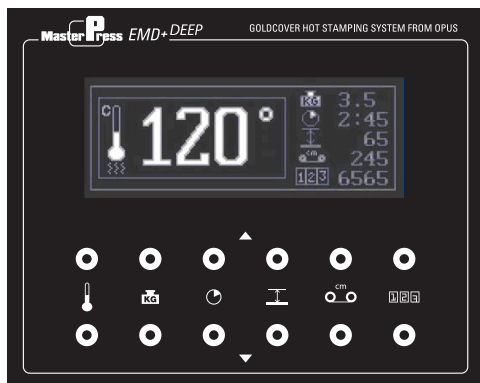 MasterPress EMD+DEEP GOLDCOVER HOT STAMPING SYSTEM FROM OPUS
C 120° KG 3.5
2:45
65
cm 245
123 6565
KG cm 123